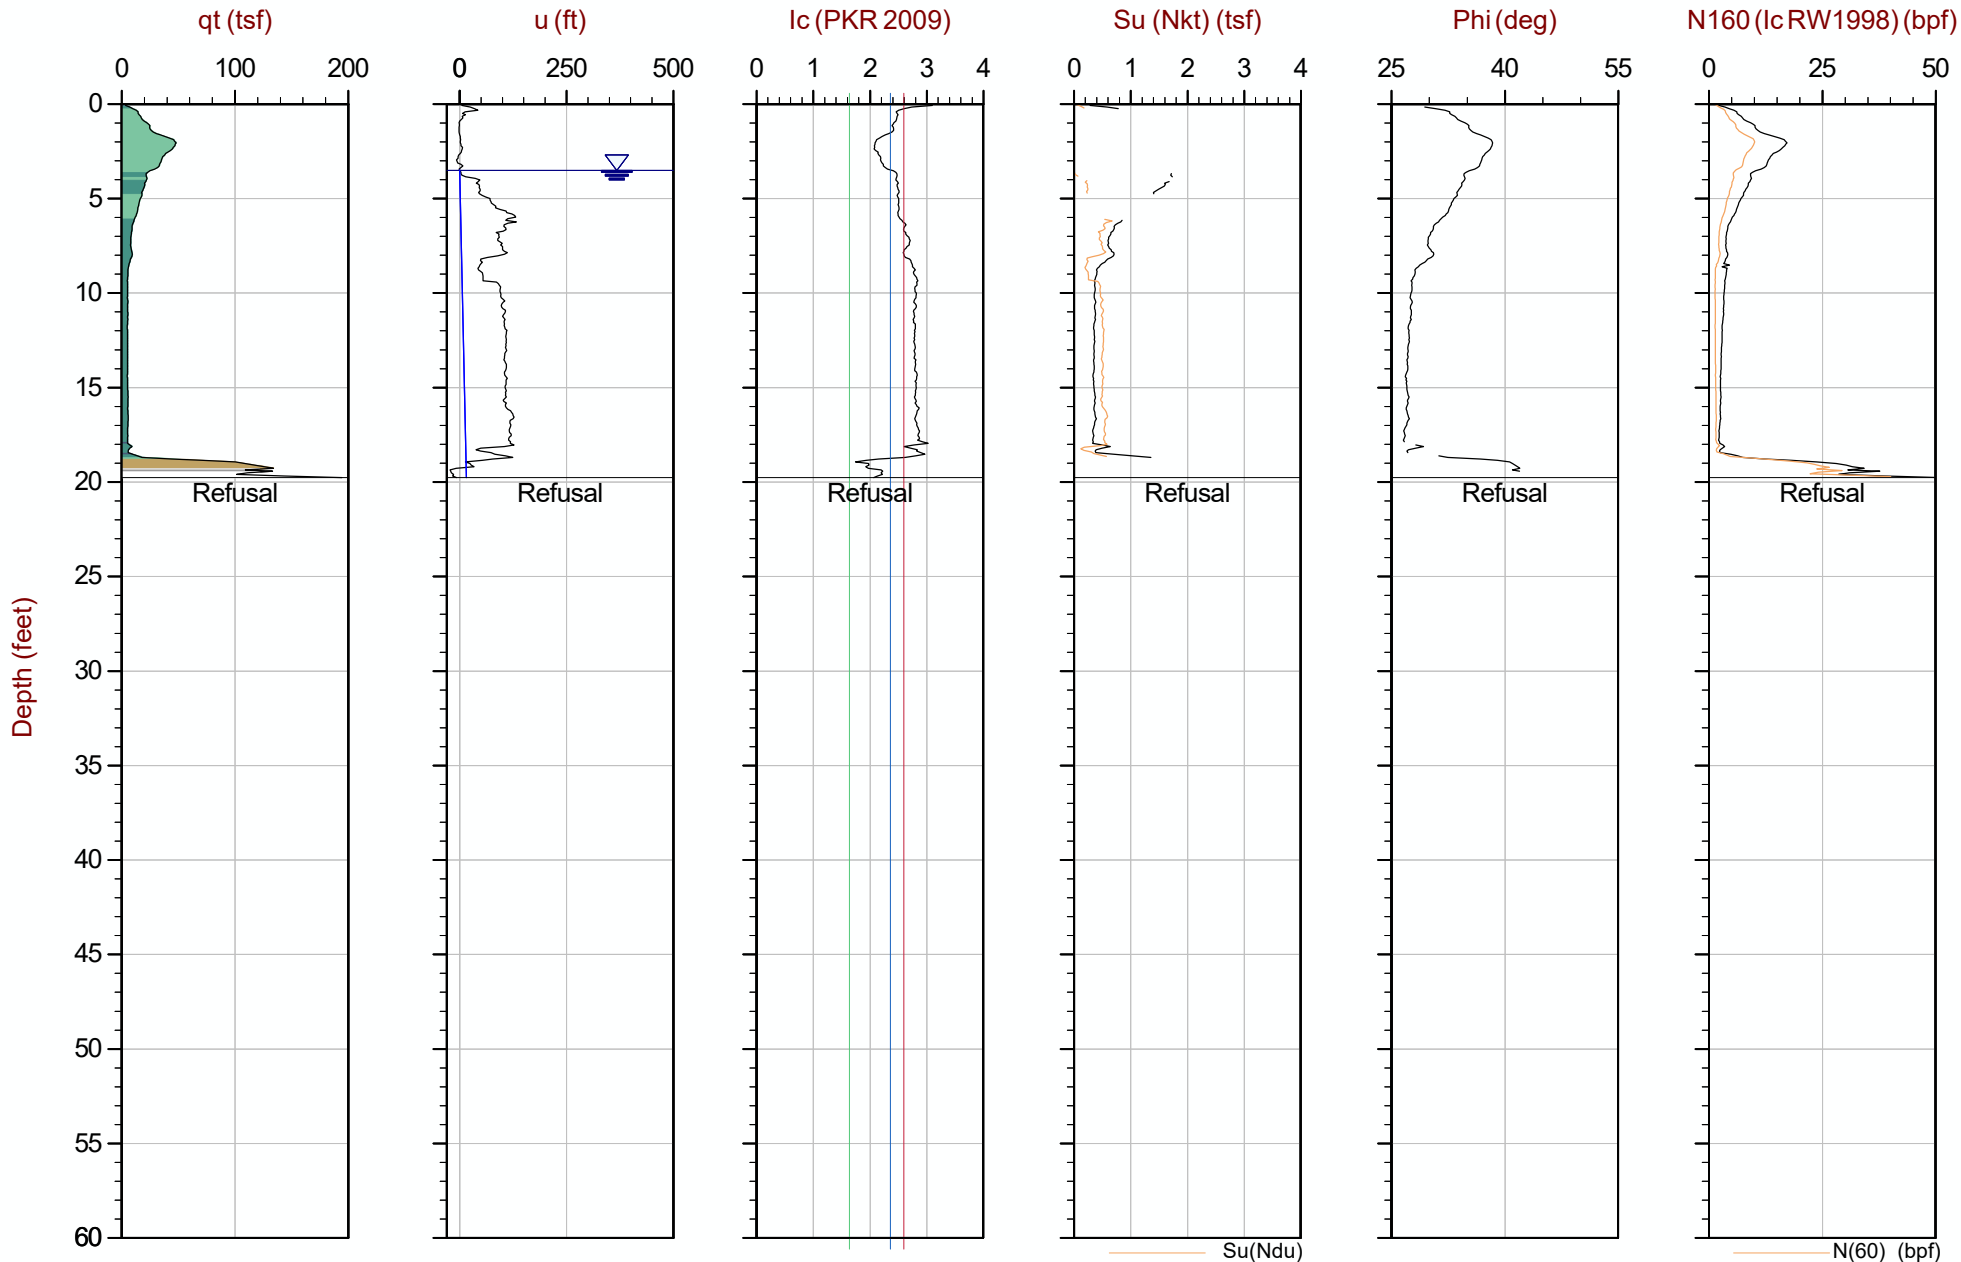 qt (tsf) u (ft) Ic (PKR 2009) Su (Nkt) (tsf) Phi (deg) N160 (Ic RW1998) (bpf)
0 100 200 0 250 500 0 1 2 3 4 0 1 2 3 4 25 40 55 0 25 50
0
5
10
15
20
Refusal Refusal Refusal Refusal Refusal Refusal
25
30
Depth (feet)
35
40
45
50
55
60
Su(Ndu) N(60) (bpf)